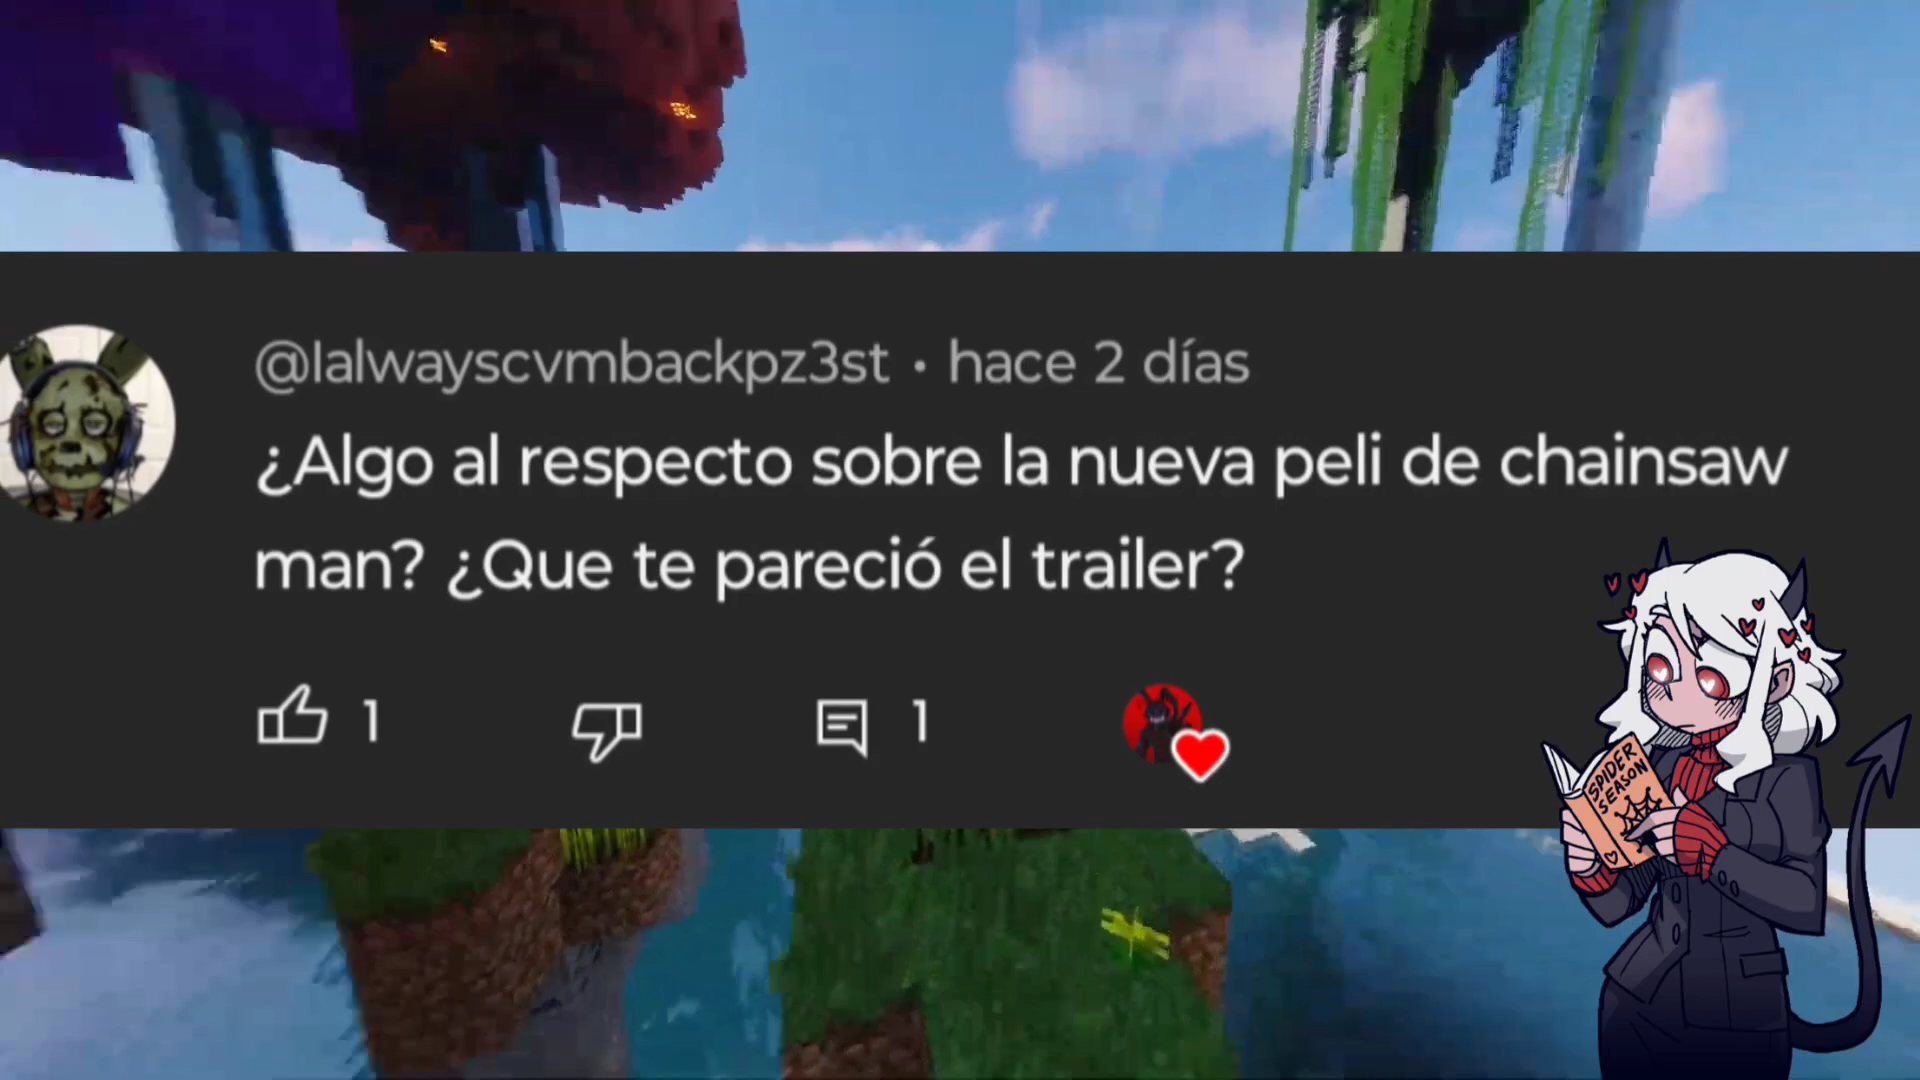 @Ialwayscvmbackpz3st • hace 2 días
¿Algo al respecto sobre la nueva peli de chainsaw
man? ¿Que te pareció el trailer?
1
1
SPIDER
SEASON